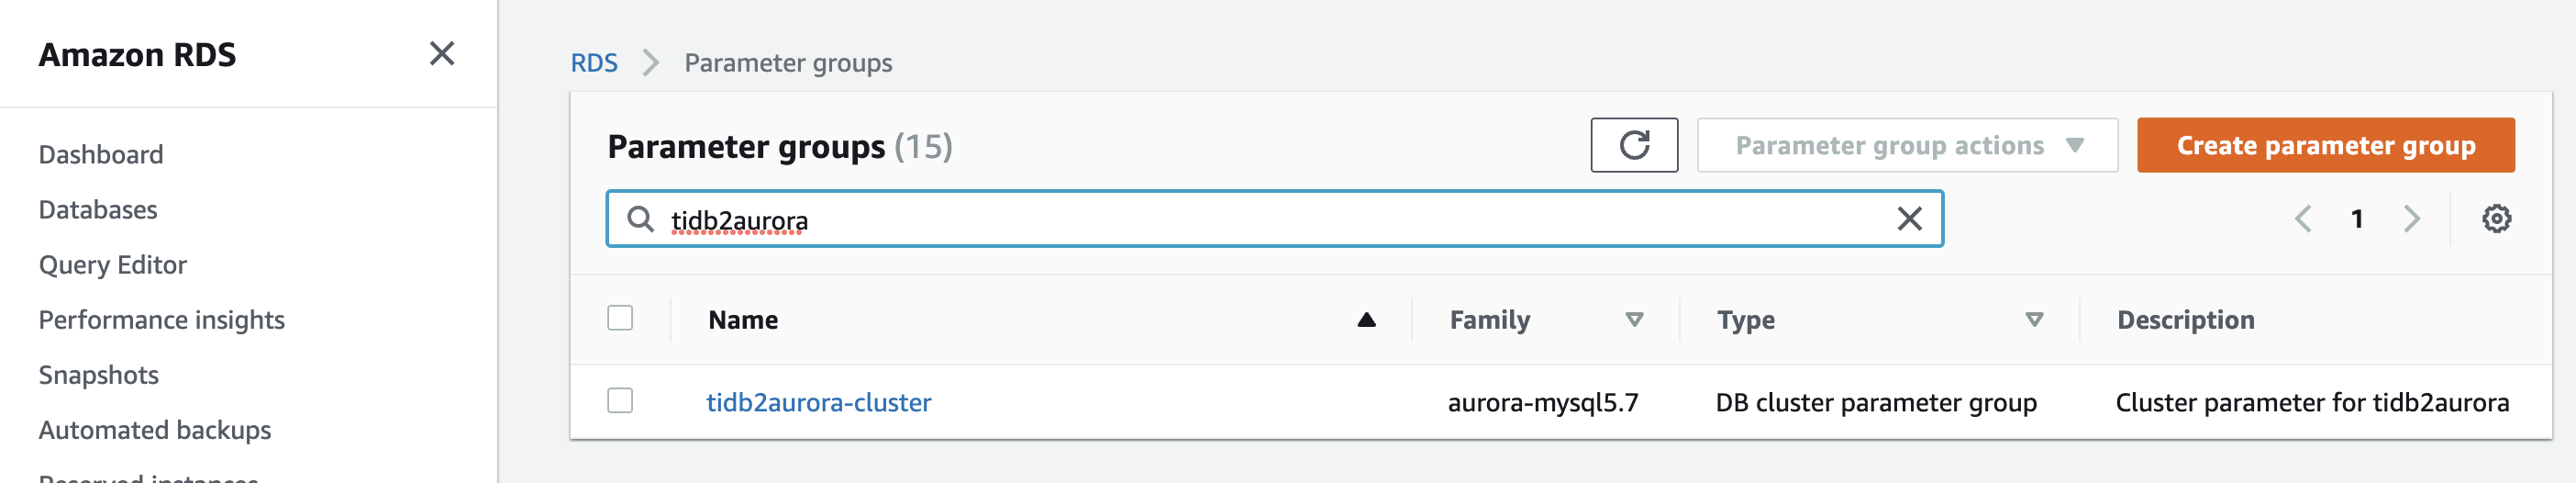 Amazon RDS
Dashboard
Databases
Query Editor
Performance insights
Snapshots
Automated backups
Reserved instances
RDS > Parameter groups
Parameter groups (15)
Parameter group actions
Create parameter group
tidb2aurora
1
Name Family Type Description
tidb2aurora-cluster aurora-mysql5.7 DB cluster parameter group Cluster parameter for tidb2aurora